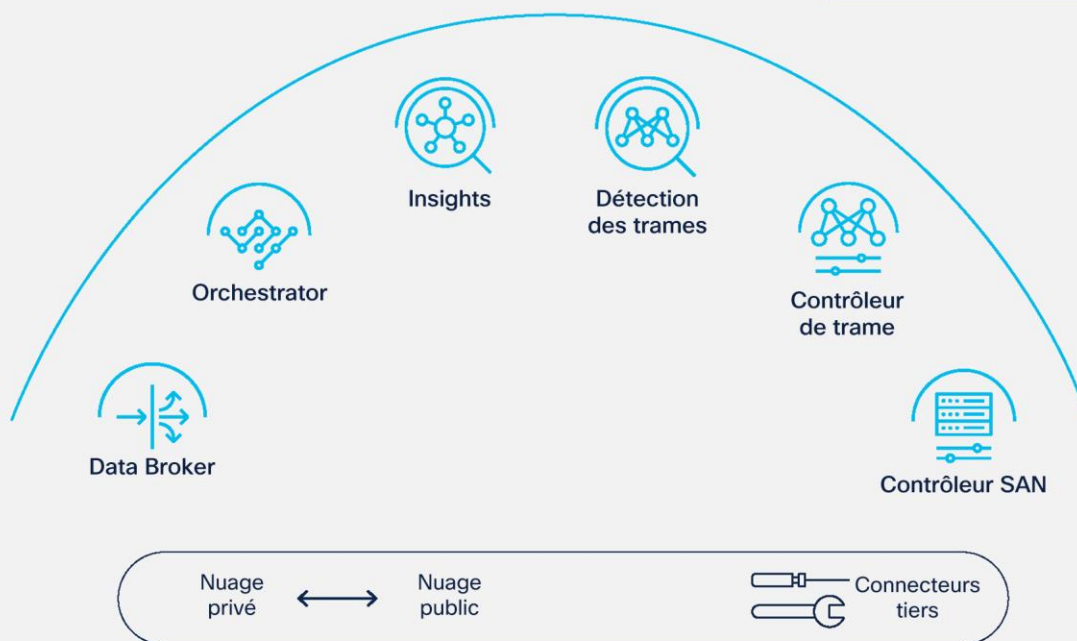 Insights
Détection
des trames
Orchestrator
Contrôleur
de trame
Data Broker
Contrôleur SAN
Nuage
privé
Nuage
public
Connecteurs
tiers